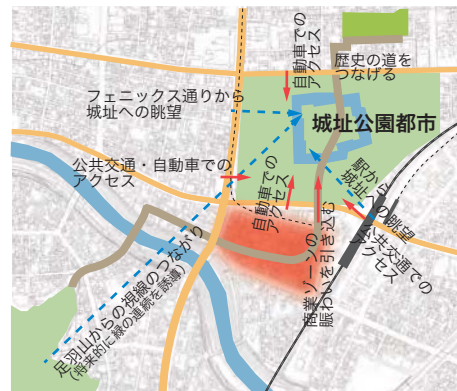 自動車での
アクセス
歴史の道を
つなげる
フェニックス通りから
城址への眺望
城址公園都市
公共交通・自動車での
アクセス
自動車での
アクセス
駅から
城址への眺望
公共交通での
アクセス
商業ゾーンの
賑わいを引き込む
足羽山からの視線のつながり
(将来的に緑の連続を誘導)